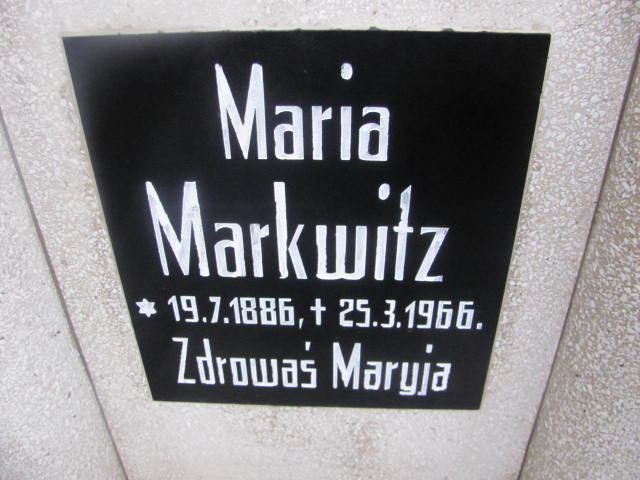 Maria
Markwitz
* 19.7.1886, † 25.3.1966.
Zdrowaś Maryja